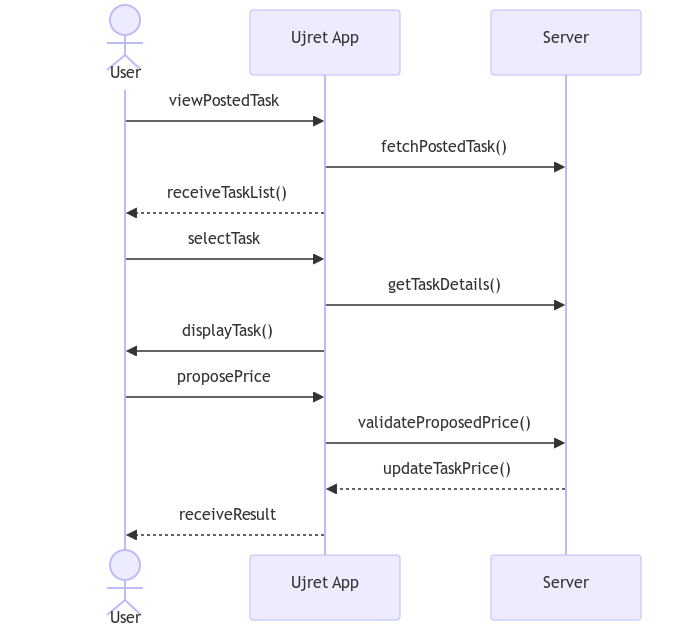 Ujret App
Server
User
viewPostedTask
fetchPostedTask()
receiveTaskList()
selectTask
getTaskDetails()
displayTask()
proposePrice
validateProposedPrice()
updateTaskPrice()
receiveResult
Ujret App
Server
User